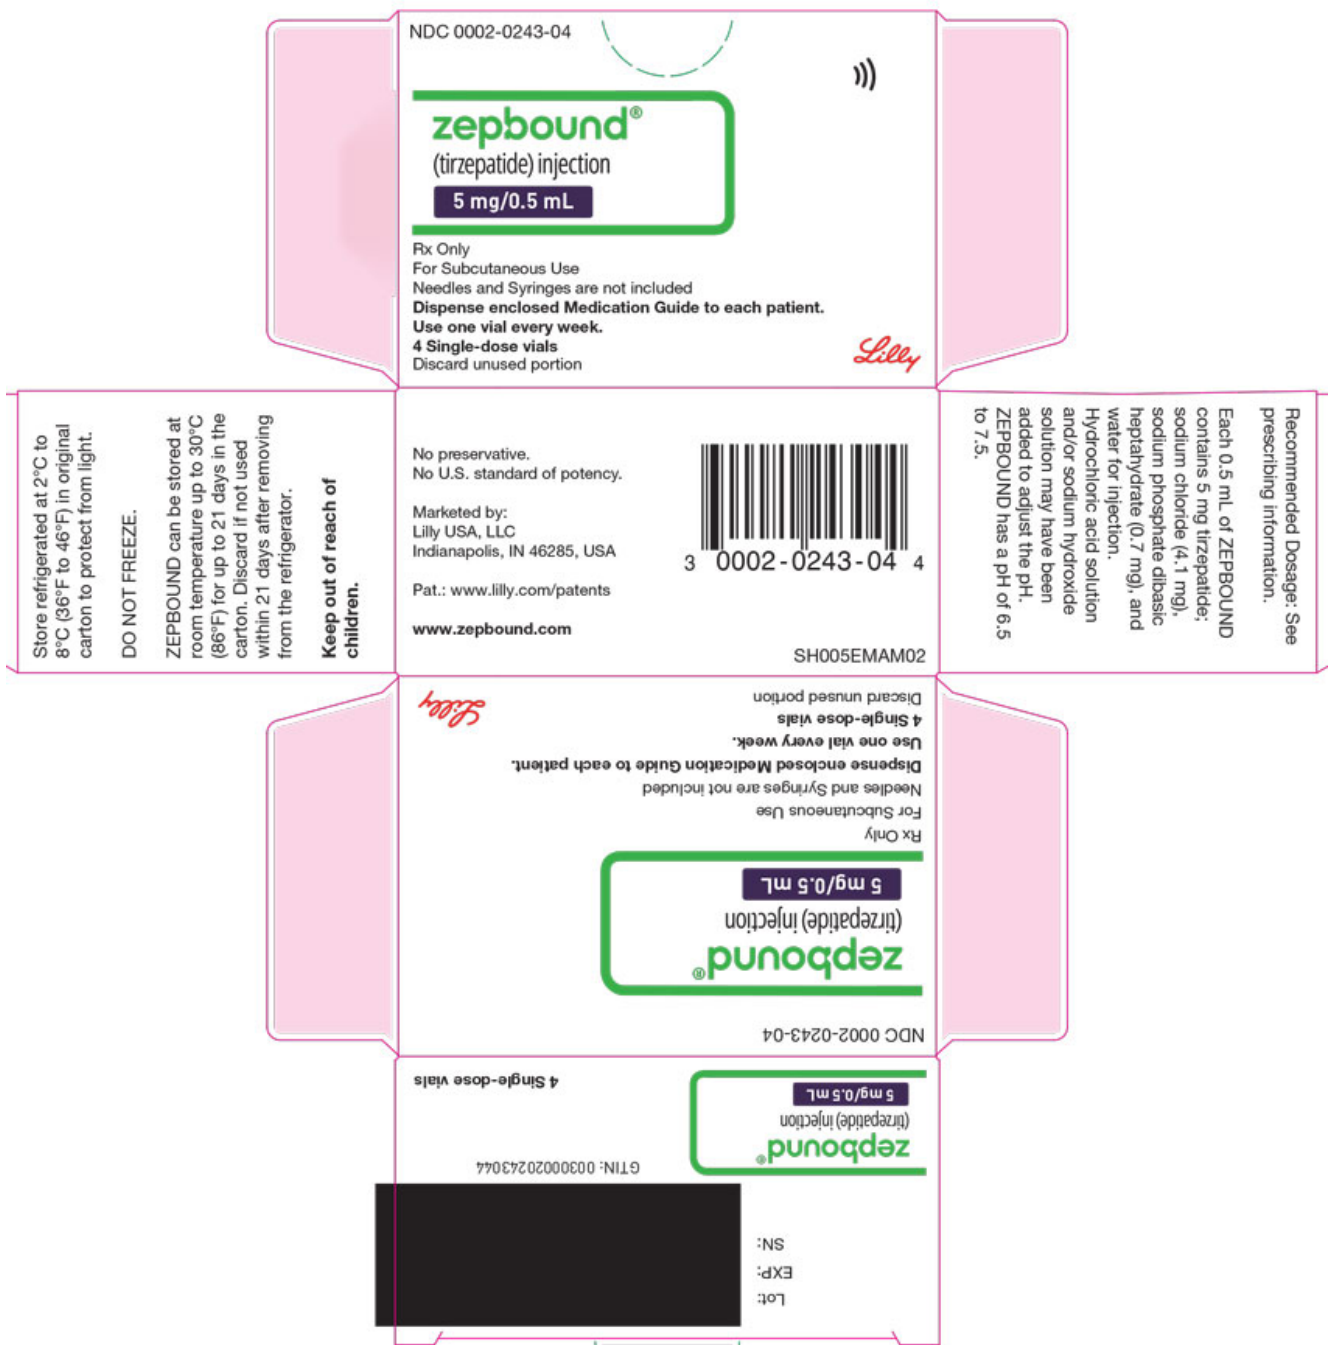 NDC 0002-0243-04
zepbound®
(tirzepatide) injection
5 mg/0.5 mL
Rx Only
For Subcutaneous Use
Needles and Syringes are not included
Dispense enclosed Medication Guide to each patient.
Use one vial every week.
4 Single-dose vials
Discard unused portion
Lilly
Store refrigerated at 2°C to
8°C (36°F to 46°F) in original
carton to protect from light.
DO NOT FREEZE.
ZEPBOUND can be stored at
room temperature up to 30°C
(86°F) for up to 21 days in the
carton. Discard if not used
within 21 days after removing
from the refrigerator.
Keep out of reach of
children.
No preservative.
No U.S. standard of potency.
Marketed by:
Lilly USA, LLC
Indianapolis, IN 46285, USA
Pat.: www.lilly.com/patents
www.zepbound.com
3 0002-0243-04 4
SH005EMAM02
Recommended Dosage: See
prescribing information.
Each 0.5 mL of ZEPBOUND
contains 5 mg tirzepatide;
sodium chloride (4.1 mg),
sodium phosphate dibasic
heptahydrate (0.7 mg), and
water for injection.
Hydrochloric acid solution
and/or sodium hydroxide
solution may have been
added to adjust the pH.
ZEPBOUND has a pH of 6.5
to 7.5.
NDC 0002-0243-04
zepbound®
(tirzepatide) injection
5 mg/0.5 mL
Rx Only
For Subcutaneous Use
Needles and Syringes are not included
Dispense enclosed Medication Guide to each patient.
Use one vial every week.
4 Single-dose vials
Discard unused portion
Lilly
Lot:
EXP:
SN:
GTIN: 00300020243044
zepbound®
(tirzepatide) injection
5 mg/0.5 mL
4 Single-dose vials